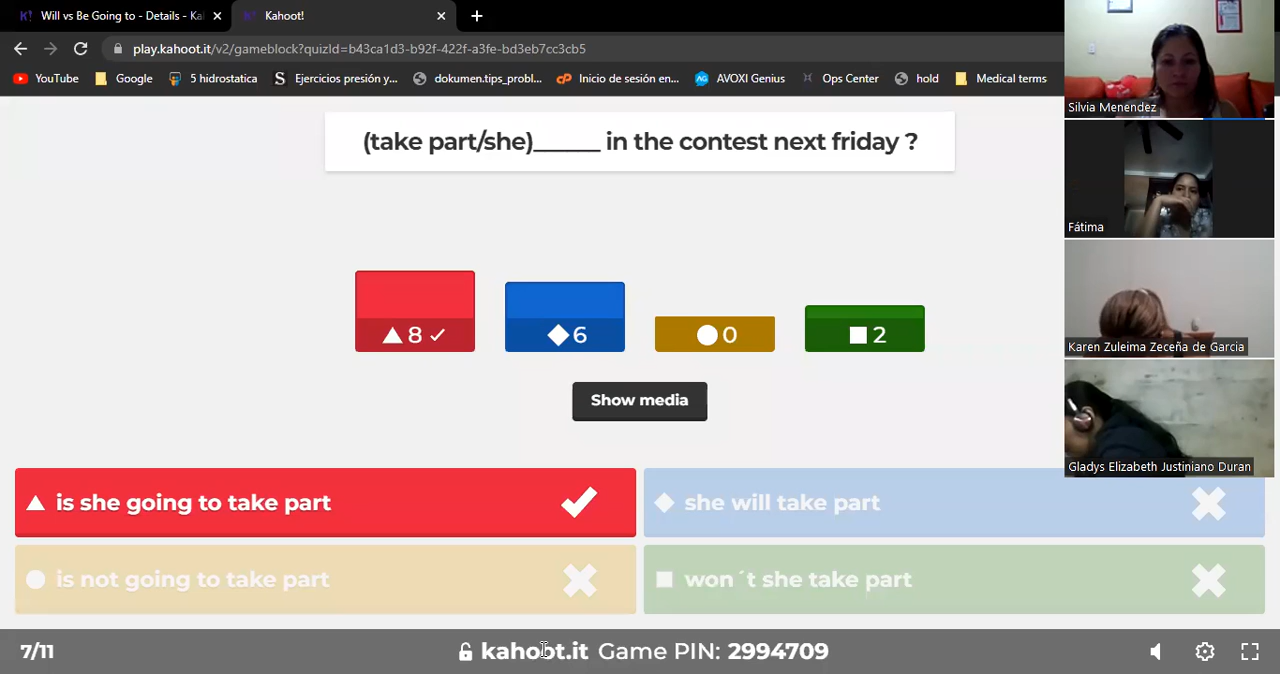 Will vs Be Going to - Details - Ka
Kahoot!
play.kahoot.it/v2/gameblock?quizId=b43ca1d3-b92f-422f-a3fe-bd3eb7cc3cb5
YouTube Google 5 hidrostatica Ejercicios presión y... dokumen.tips_probl... Inicio de sesión en... AVOXI Genius Ops Center hold Medical terms
Silvia Menendez
(take part/she)______ in the contest next friday ?
Fátima
8
6
0
2
Karen Zuleima Zeceña de Garcia
Show media
Gladys Elizabeth Justiniano Duran
is she going to take part
she will take part
is not going to take part
won´t she take part
7/11
kahoot.it Game PIN: 2994709